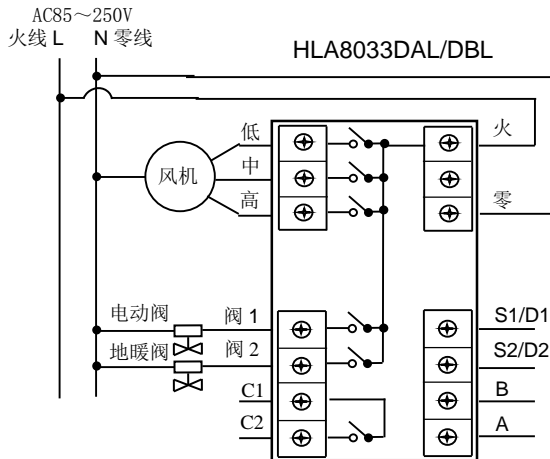 AC85～250V
火线 L N 零线
HLA8033DAL/DBL
低
火
中
风机
高
零
电动阀
阀 1
S1/D1
地暖阀
阀 2
S2/D2
C1
B
C2
A